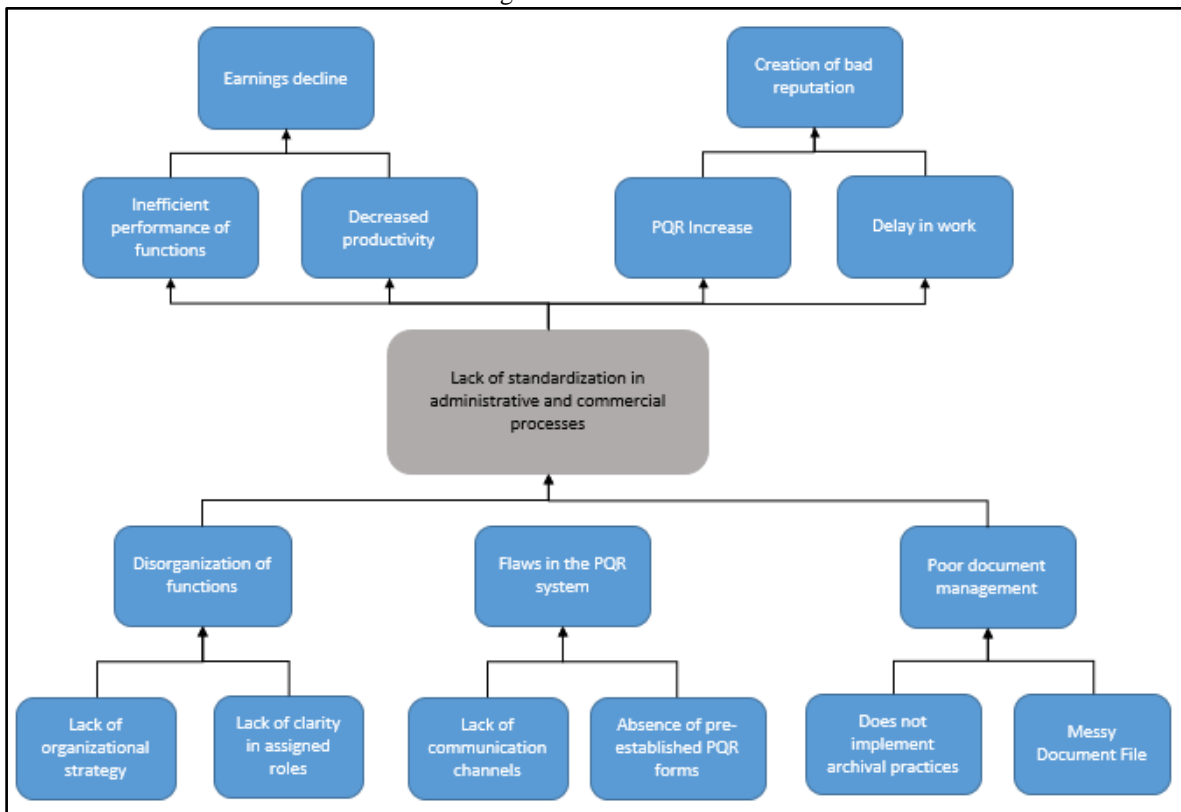 Earnings decline
Creation of bad
reputation
Inefficient
performance of
functions
Decreased
productivity
PQR Increase
Delay in work
Lack of standardization in
administrative and commercial
processes
Disorganization of
functions
Flaws in the PQR
system
Poor document
management
Lack of
organizational
strategy
Lack of clarity
in assigned
roles
Lack of
communication
channels
Absence of pre-
established PQR
forms
Does not
implement
archival practices
Messy
Document File